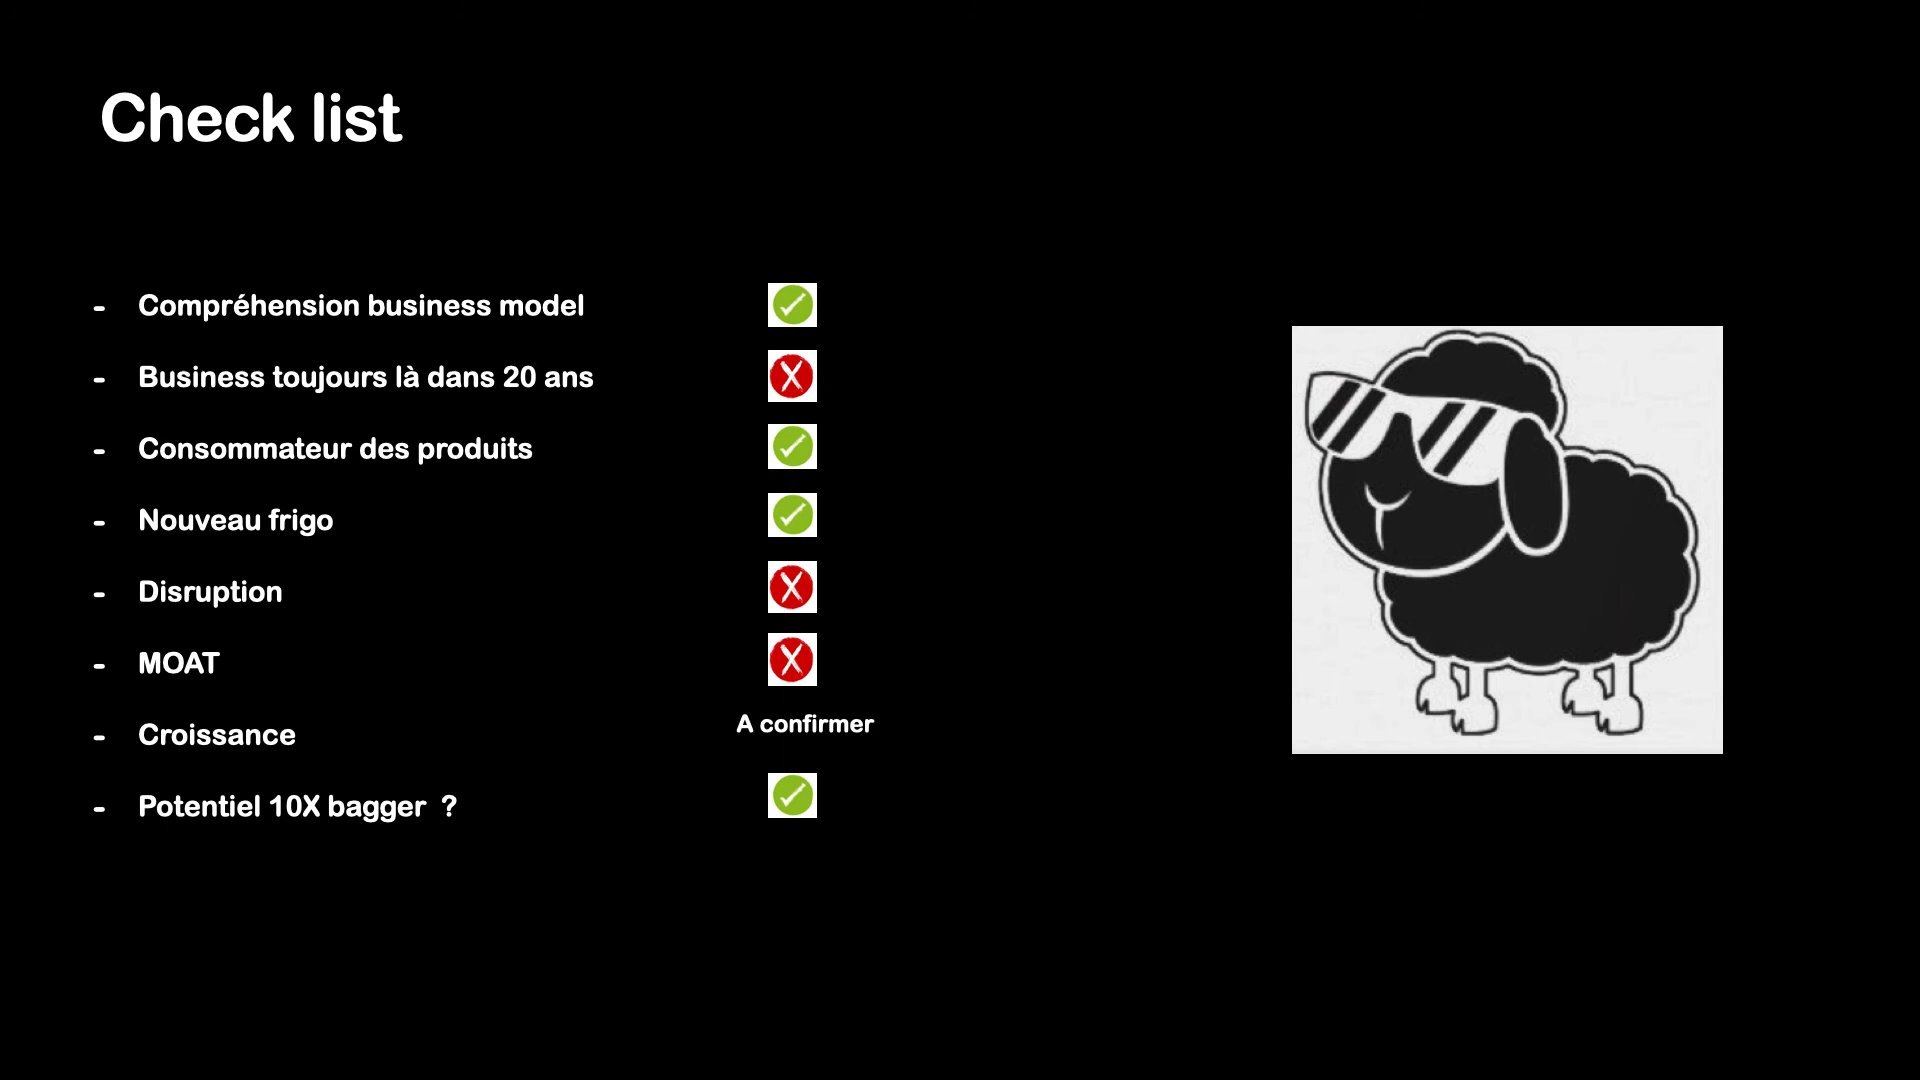 Check list
- Compréhension business model
- Business toujours là dans 20 ans
- Consommateur des produits
- Nouveau frigo
- Disruption
- MOAT
- Croissance A confirmer
- Potentiel 10X bagger ?